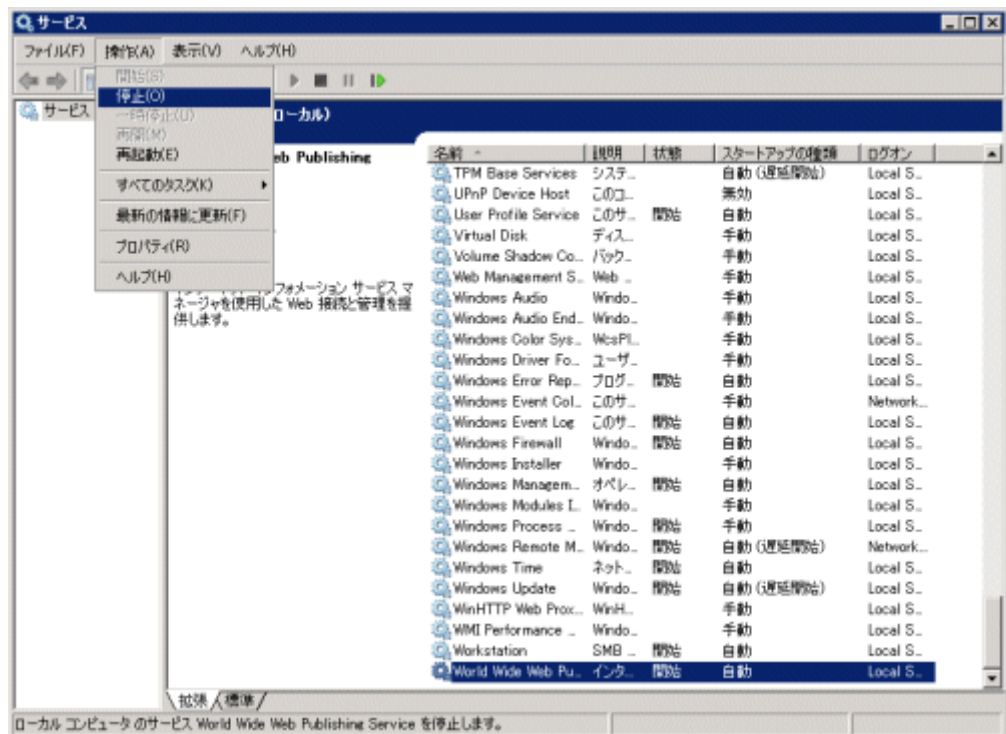 サービス
ファイル(F) 操作(A) 表示(V) ヘルプ(H)
開始(S)
停止(O)
一時停止(U)
再開(M)
再起動(E)
すべてのタスク(K)
最新の情報に更新(F)
プロパティ(R)
ヘルプ(H)
サービス
ローカル)
eb Publishing
フォメーション サービス マ
ネージャを使用した Web 接続と管理を提
供します。
名前 説明 状態 スタートアップの種類 ログオン
TPM Base Services システ... 自動 (遅延開始) Local S...
UPnP Device Host このコ... 無効 Local S...
User Profile Service このサ... 開始 自動 Local S...
Virtual Disk ディス... 手動 Local S...
Volume Shadow Co... バック... 手動 Local S...
Web Management S... Web ... 手動 Local S...
Windows Audio Windo... 手動 Local S...
Windows Audio End... Windo... 手動 Local S...
Windows Color Sys... WcsPl... 手動 Local S...
Windows Driver Fo... ユーザ... 手動 Local S...
Windows Error Rep... プログ... 開始 自動 Local S...
Windows Event Col... このサ... 手動 Network...
Windows Event Log このサ... 開始 自動 Local S...
Windows Firewall Windo... 開始 自動 Local S...
Windows Installer Windo... 手動 Local S...
Windows Managem... オペレ... 開始 自動 Local S...
Windows Modules I... Windo... 手動 Local S...
Windows Process ... Windo... 開始 手動 Local S...
Windows Remote M... Windo... 開始 自動 (遅延開始) Network...
Windows Time ネット... 開始 自動 Local S...
Windows Update Windo... 開始 自動 (遅延開始) Local S...
WinHTTP Web Prox... WinH... 手動 Local S...
WMI Performance ... Windo... 手動 Local S...
Workstation SMB ... 開始 自動 Local S...
World Wide Web Pu... インタ... 開始 自動 Local S...
拡張 標準
ローカル コンピュータ のサービス World Wide Web Publishing Service を停止します。